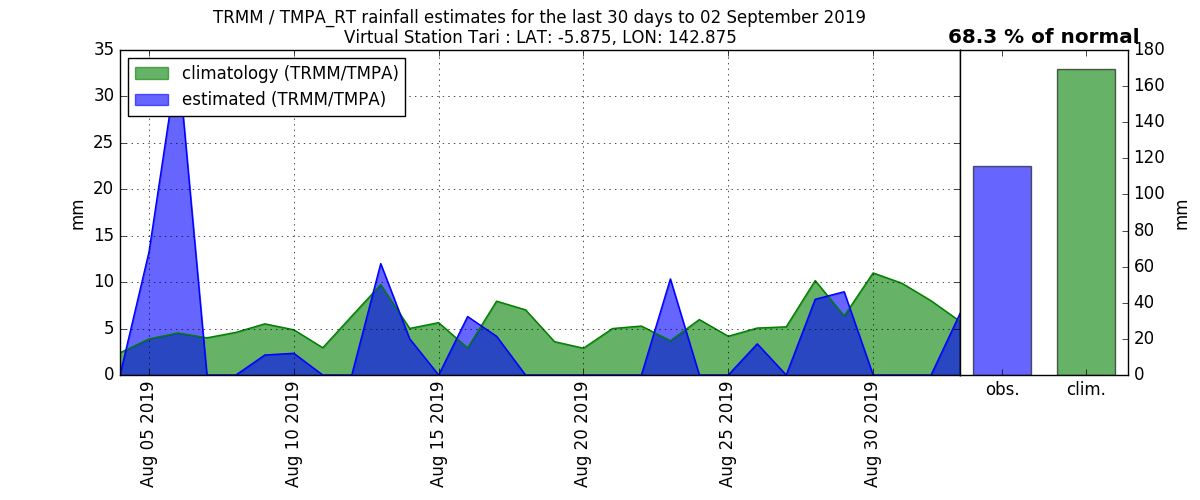 TRMM / TMPA_RT rainfall estimates for the last 30 days to 02 September 2019
Virtual Station Tari : LAT: -5.875, LON: 142.875
68.3 % of normal
climatology (TRMM/TMPA)
estimated (TRMM/TMPA)
35
30
25
20
15
10
5
0
mm
Aug 05 2019
Aug 10 2019
Aug 15 2019
Aug 20 2019
Aug 25 2019
Aug 30 2019
180
160
140
120
100
80
60
40
20
0
mm
obs.
clim.